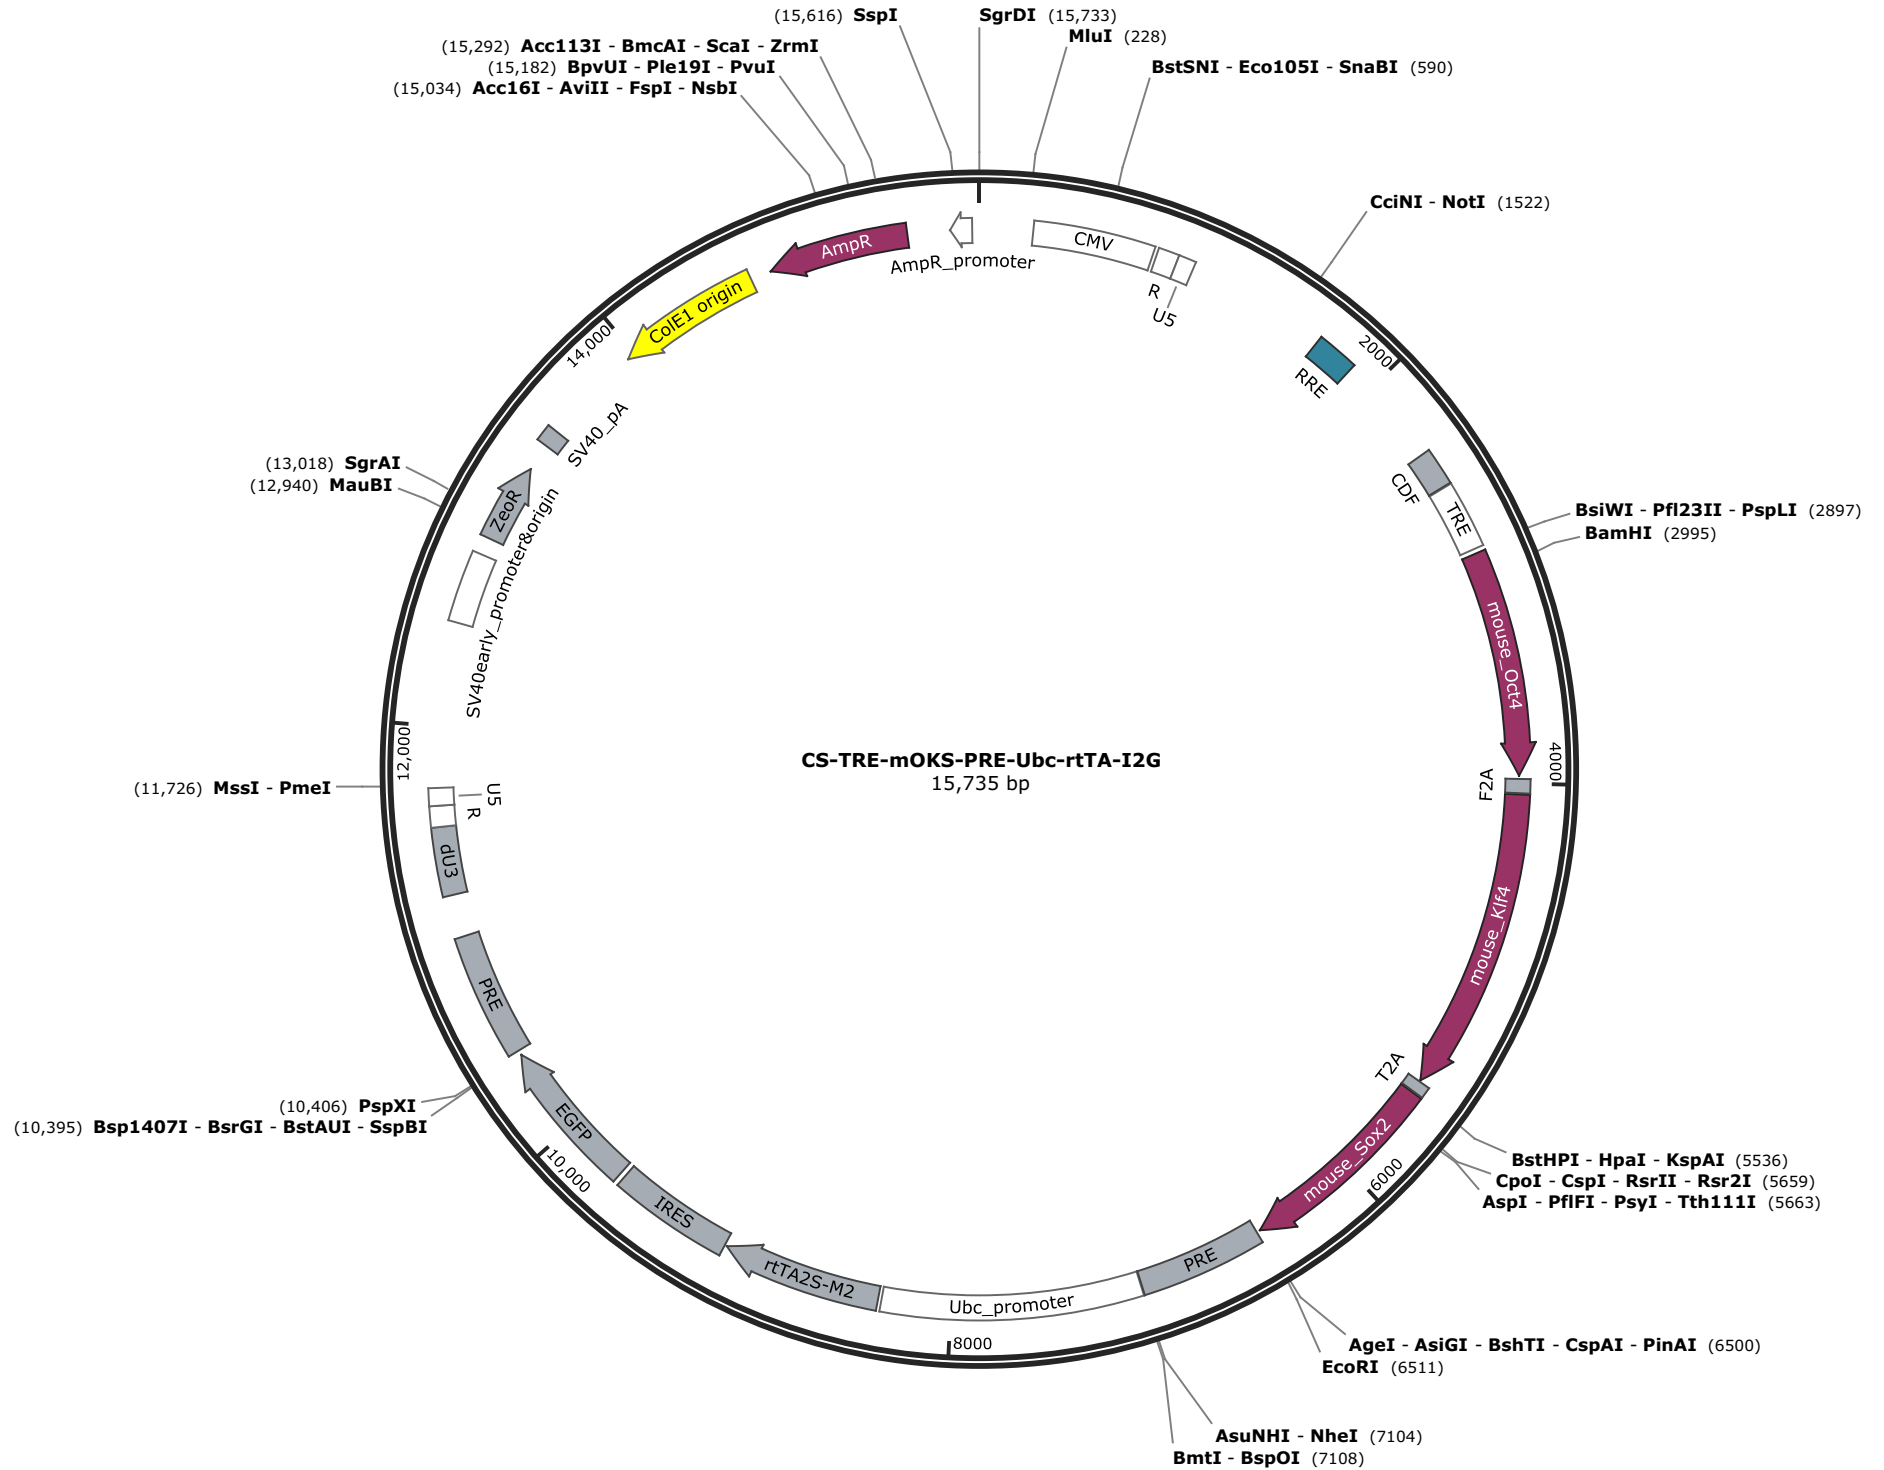 (15,616) SspI
SgrDI (15,733)
(15,292) Acc113I - BmcAI - ScaI - ZrmI
MluI (228)
(15,182) BpvUI - Ple19I - PvuI
BstSNI - Eco105I - SnaBI (590)
(15,034) Acc16I - AviII - FspI - NsbI
CciNI - NotI (1522)
AmpR
AmpR_promoter
CMV
R
U5
ColE1 origin
14,000
2000
RRE
SV40_pA
(13,018) SgrAI
(12,940) MauBI
ZeoR
SV40early_promoter&origin
CDF
TRE
BsiWI - Pfl23II - PspLI (2897)
BamHI (2995)
mouse_Oct4
12,000
4000
CS-TRE-mOKS-PRE-Ubc-rtTA-I2G
15,735 bp
(11,726) MssI - PmeI
U5
R
dU3
F2A
mouse_Klf4
PRE
T2A
(10,406) PspXI
(10,395) Bsp1407I - BsrGI - BstAUI - SspBI
EGFP
10,000
IRES
mouse_Sox2
6000
BstHPI - HpaI - KspAI (5536)
CpoI - CspI - RsrII - Rsr2I (5659)
AspI - PflFI - PsyI - Tth111I (5663)
rtTA2S-M2
Ubc_promoter
PRE
8000
AgeI - AsiGI - BshTI - CspAI - PinAI (6500)
EcoRI (6511)
AsuNHI - NheI (7104)
BmtI - BspOI (7108)